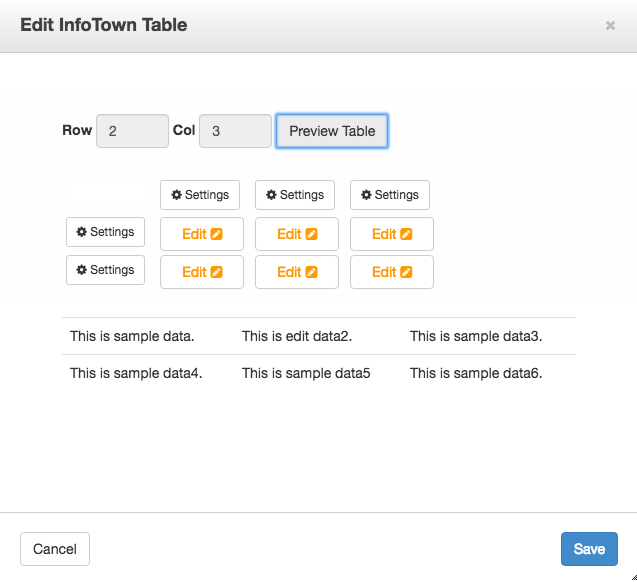 Edit InfoTown Table ×
Row 2 Col 3 Preview Table
Settings Settings Settings
Settings Edit Edit Edit
Settings Edit Edit Edit
This is sample data. This is edit data2. This is sample data3.
This is sample data4. This is sample data5 This is sample data6.
Cancel Save